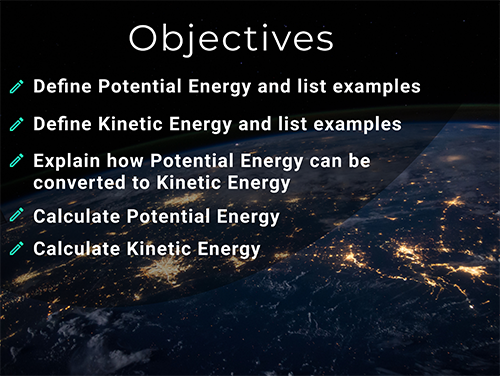 Objectives
Define Potential Energy and list examples
Define Kinetic Energy and list examples
Explain how Potential Energy can be
converted to Kinetic Energy
Calculate Potential Energy
Calculate Kinetic Energy